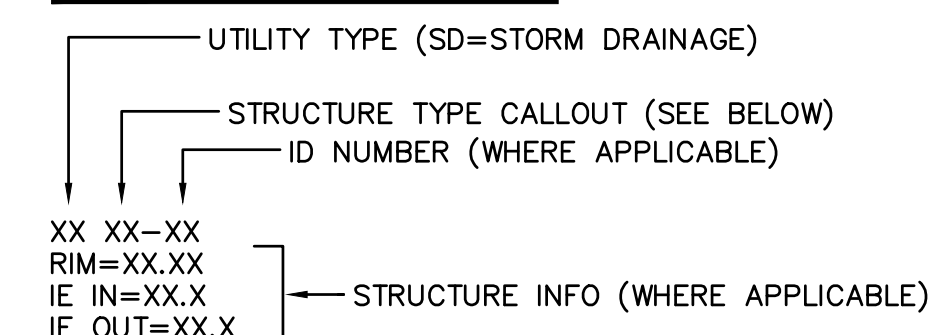 UTILITY TYPE (SD=STORM DRAINAGE)
STRUCTURE TYPE CALLOUT (SEE BELOW)
ID NUMBER (WHERE APPLICABLE)
XX XX-XX
RIM=XX.XX
IE IN=XX.X
STRUCTURE INFO (WHERE APPLICABLE)
IE OUT=XX.X